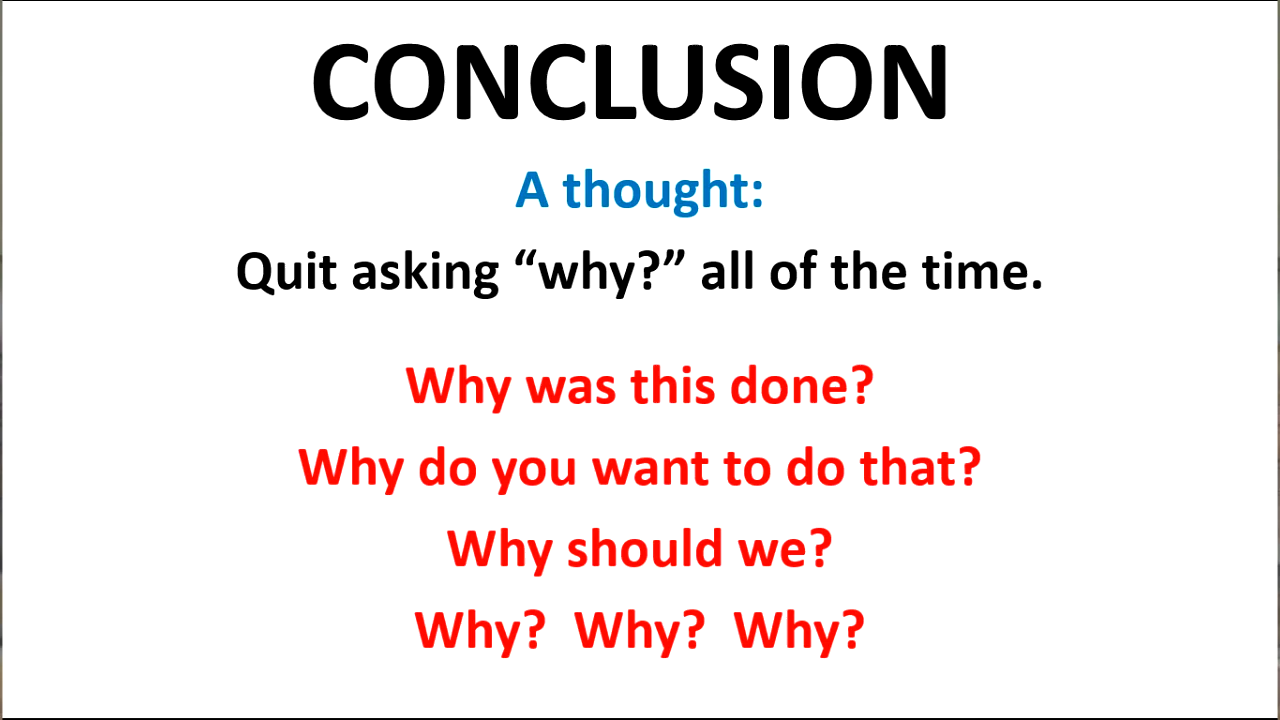 CONCLUSION
A thought:
Quit asking “why?” all of the time.
Why was this done?
Why do you want to do that?
Why should we?
Why?  Why?  Why?